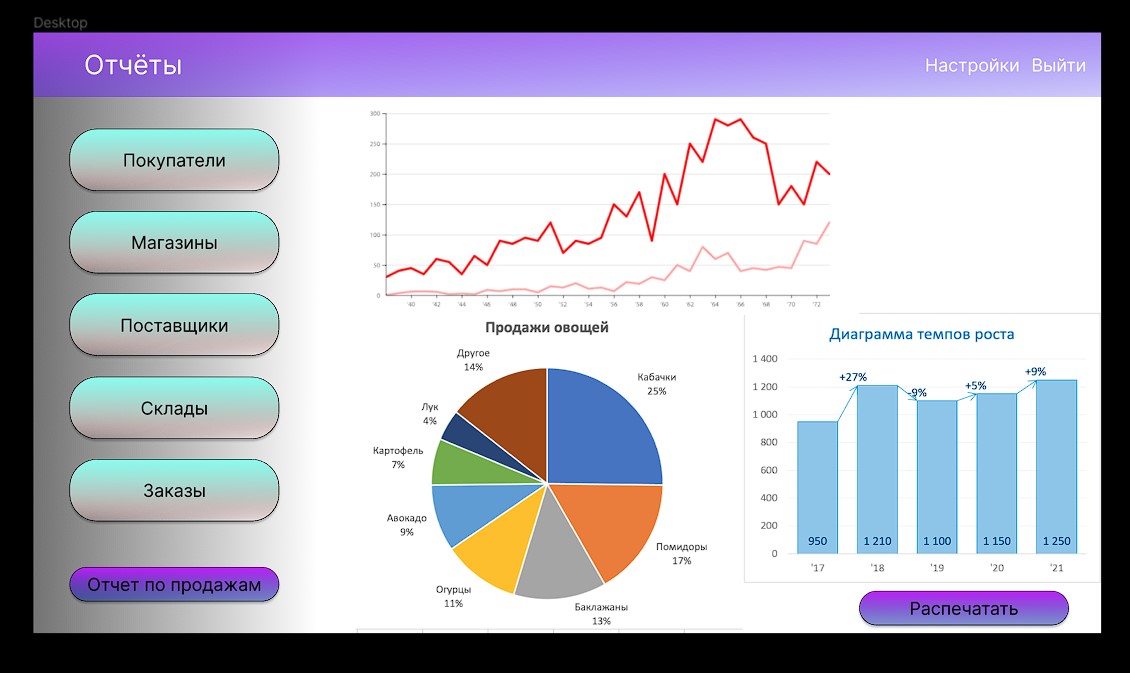 Desktop
Отчёты
Настройки Выйти
Покупатели
Магазины
Поставщики
Склады
Заказы
Отчет по продажам
300
250
200
150
100
50
0
'40 '42 '44 '46 '48 '50 '52 '54 '56 '58 '60 '62 '64 '66 '68 '70 '72
Продажи овощей
Другое
14%
Кабачки
25%
Лук
4%
Картофель
7%
Авокадо
9%
Помидоры
17%
Огурцы
11%
Баклажаны
13%
Диаграмма темпов роста
1 400
1 200
1 000
800
600
400
200
0
+27%
-9%
+5%
+9%
950 1 210 1 100 1 150 1 250
'17 '18 '19 '20 '21
Распечатать